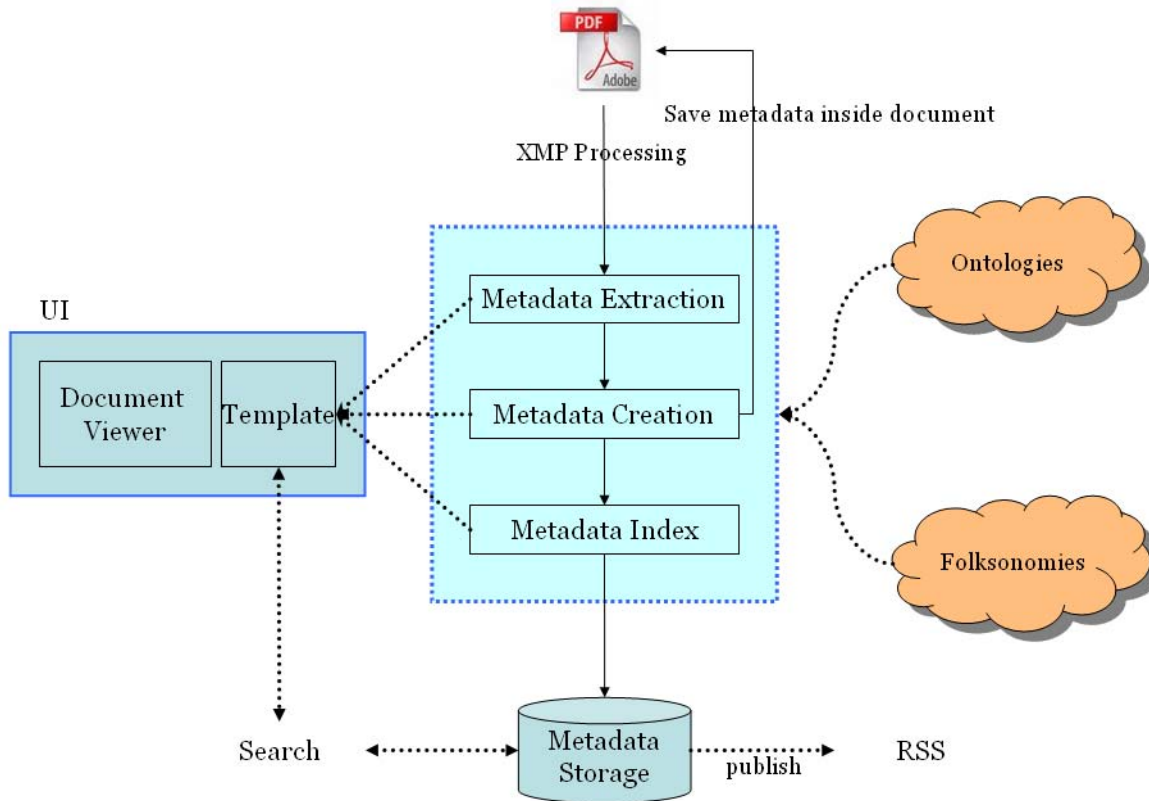 PDF
Adobe
Save metadata inside document
XMP Processing
Ontologies
Metadata Extraction
UI
Document
Viewer
Template
Metadata Creation
Metadata Index
Folksonomies
Search
Metadata
Storage
publish
RSS